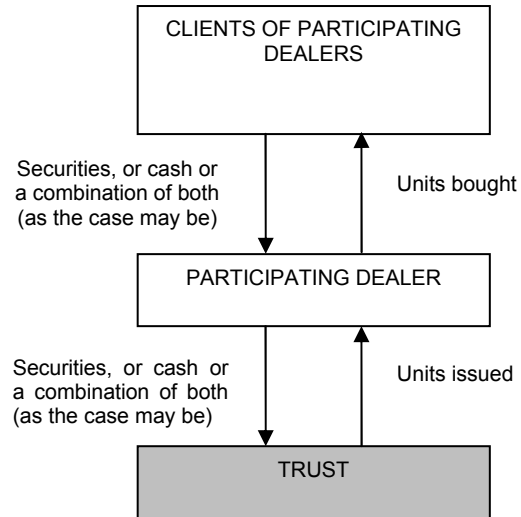 CLIENTS OF PARTICIPATING
DEALERS
Securities, or cash or
a combination of both
(as the case may be)
Units bought
PARTICIPATING DEALER
Securities, or cash or
a combination of both
(as the case may be)
Units issued
TRUST